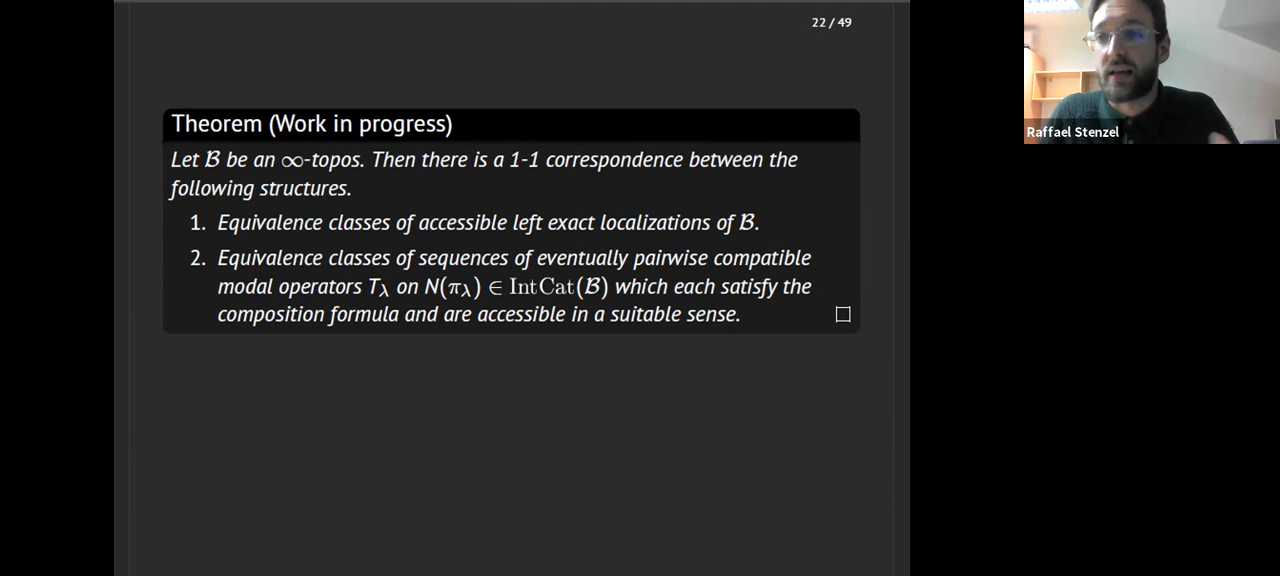 22 / 49
Theorem (Work in progress)
Let ℬ be an ∞-topos. Then there is a 1-1 correspondence between the
following structures.
1. Equivalence classes of accessible left exact localizations of ℬ.
2. Equivalence classes of sequences of eventually pairwise compatible
modal operators T_λ on N(π_λ) ∈ IntCat(ℬ) which each satisfy the
composition formula and are accessible in a suitable sense. □
Raffael Stenzel